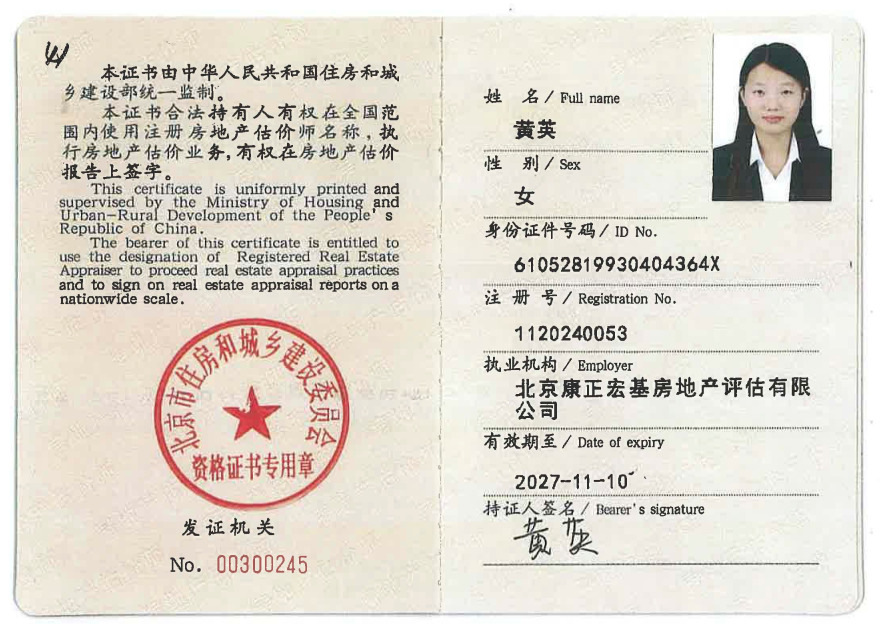 本证书由中华人民共和国住房和城
乡建设部统一监制。
本证书合法持有人有权在全国范
围内使用注册房地产估价师名称，执
行房地产估价业务，有权在房地产估价
报告上签字。
This certificate is uniformly printed and
supervised by the Ministry of Housing and
Urban-Rural Development of the People's
Republic of China.
The bearer of this certificate is entitled to
use the designation of Registered Real Estate
Appraiser to proceed real estate appraisal practices
and to sign on real estate appraisal reports on a
nationwide scale.
北京市住房和城乡建设委员会
资格证书专用章
发证机关
No. 00300245
姓 名 / Full name
黄英
性 别 / Sex
女
身份证件号码 / ID No.
61052819930404364X
注 册 号 / Registration No.
1120240053
执业机构 / Employer
北京康正宏基房地产评估有限
公司
有效期至 / Date of expiry
2027-11-10
持证人签名 / Bearer's signature
黄英